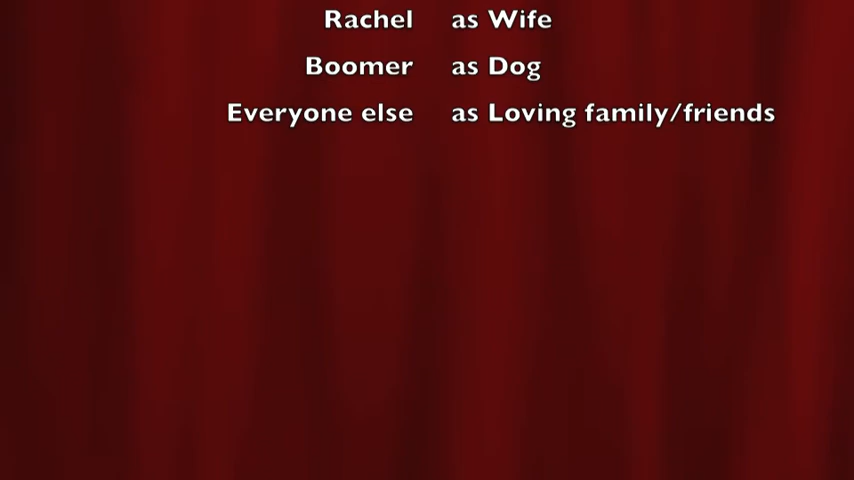 Rachel as Wife
Boomer as Dog
Everyone else as Loving family/friends